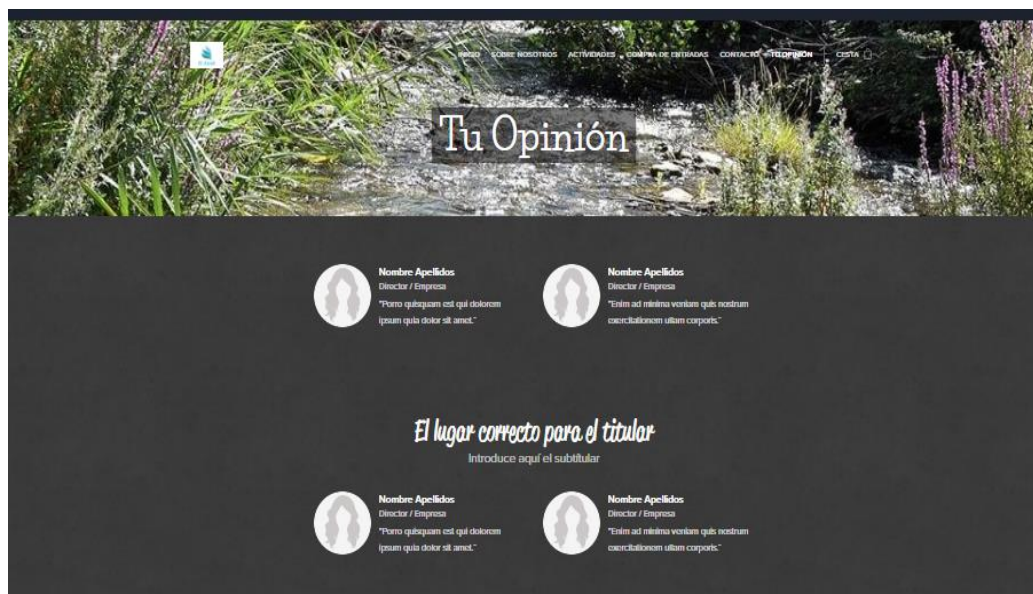 INICIO SOBRE NOSOTROS ACTIVIDADES COMPRA DE ENTRADAS CONTACTO TU OPINIÓN CESTA
Tu Opinión
Nombre Apellidos
Director / Empresa
"Porro quisquam est qui dolorem
ipsum quia dolor sit amet."
Nombre Apellidos
Director / Empresa
"Enim ad minima veniam quis nostrum
exercitationem ullam corporis."
El lugar correcto para el titular
Introduce aquí el subtitular
Nombre Apellidos
Director / Empresa
"Porro quisquam est qui dolorem
ipsum quia dolor sit amet."
Nombre Apellidos
Director / Empresa
"Enim ad minima veniam quis nostrum
exercitationem ullam corporis."